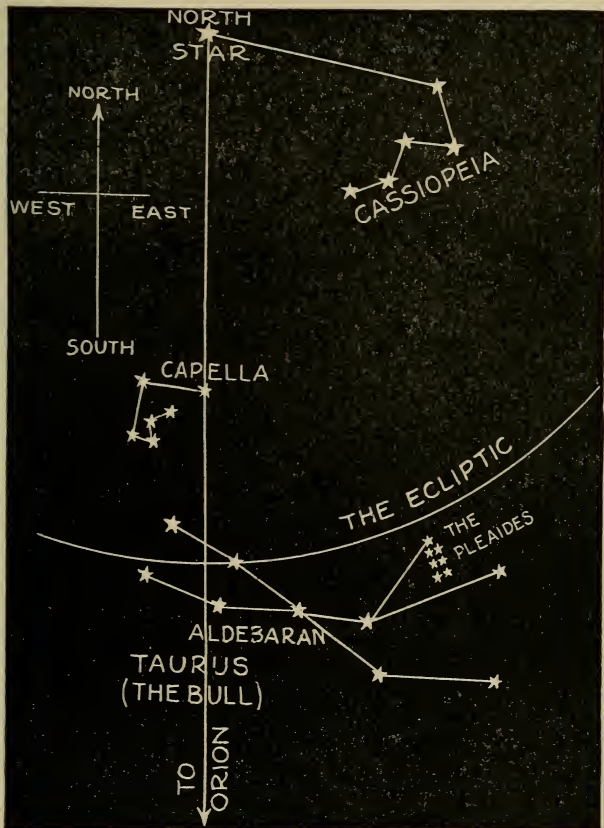 NORTH
STAR
NORTH
CASSIOPEIA
WEST EAST
SOUTH
CAPELLA
THE ECLIPTIC
THE
PLEAIDES
ALDEBARAN
TAURUS
(THE BULL)
TO
ORION